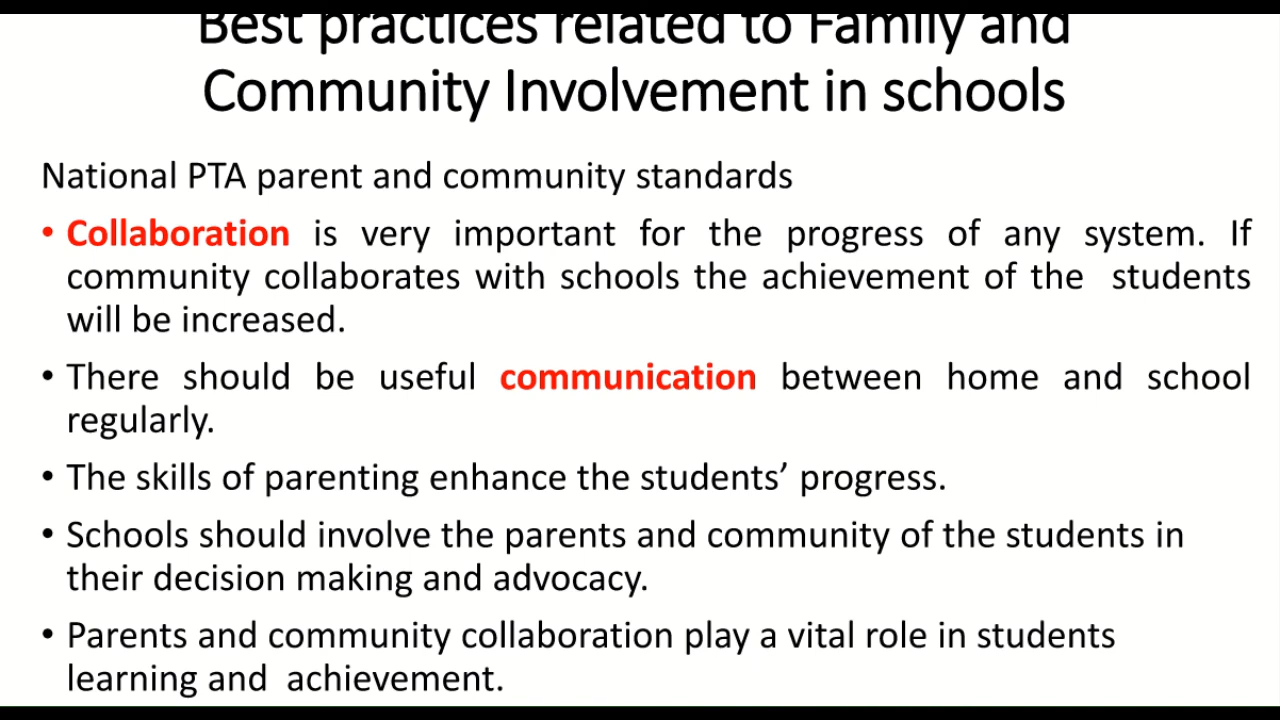 Best practices related to Family and
Community Involvement in schools
National PTA parent and community standards
• Collaboration is very important for the progress of any system. If
community collaborates with schools the achievement of the students
will be increased.
• There should be useful communication between home and school
regularly.
• The skills of parenting enhance the students’ progress.
• Schools should involve the parents and community of the students in
their decision making and advocacy.
• Parents and community collaboration play a vital role in students
learning and achievement.